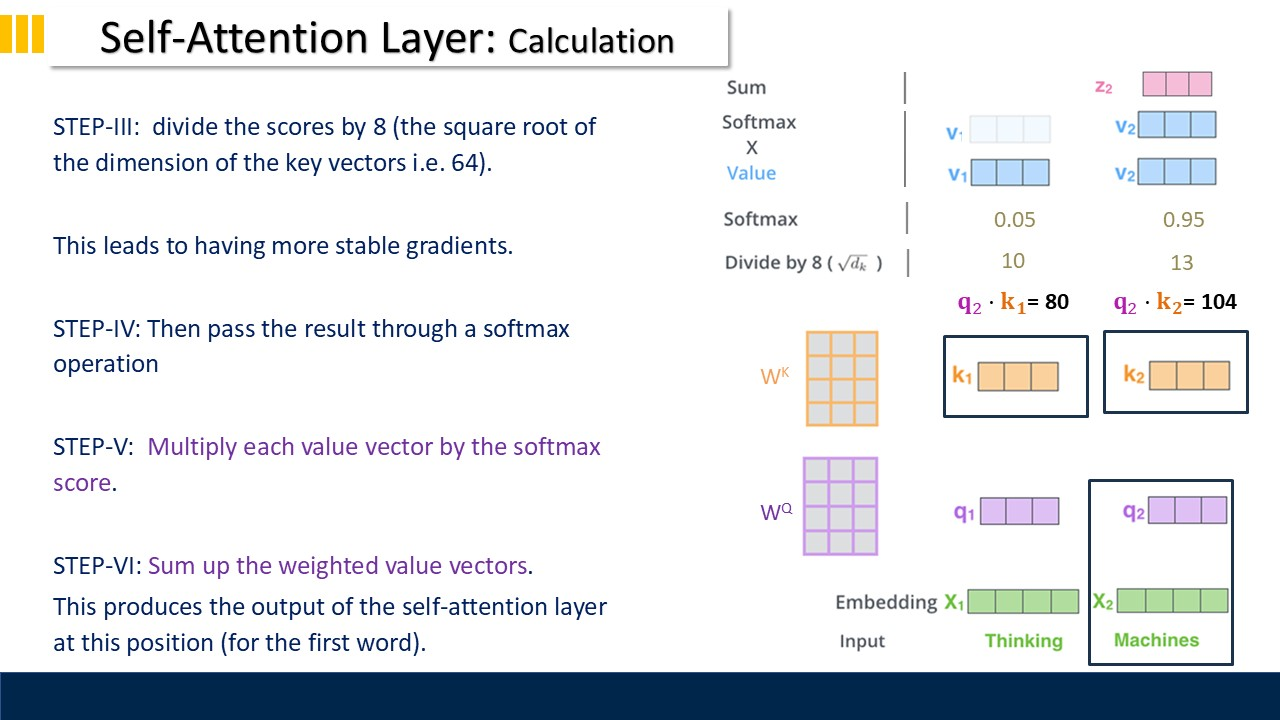 Self-Attention Layer: Calculation
STEP-III:  divide the scores by 8 (the square root of
the dimension of the key vectors i.e. 64).
This leads to having more stable gradients.
STEP-IV: Then pass the result through a softmax
operation
STEP-V:  Multiply each value vector by the softmax
score.
STEP-VI: Sum up the weighted value vectors.
This produces the output of the self-attention layer
at this position (for the first word).
Sum z₂
Softmax
X
Value
v₁ v₂
v₁ v₂
Softmax 0.05 0.95
Divide by 8 ( √dₖ ) 10 13
q₂ · k₁= 80 q₂ · k₂= 104
Wᴷ k₁ k₂
W^Q q₁ q₂
Embedding X₁ X₂
Input Thinking Machines